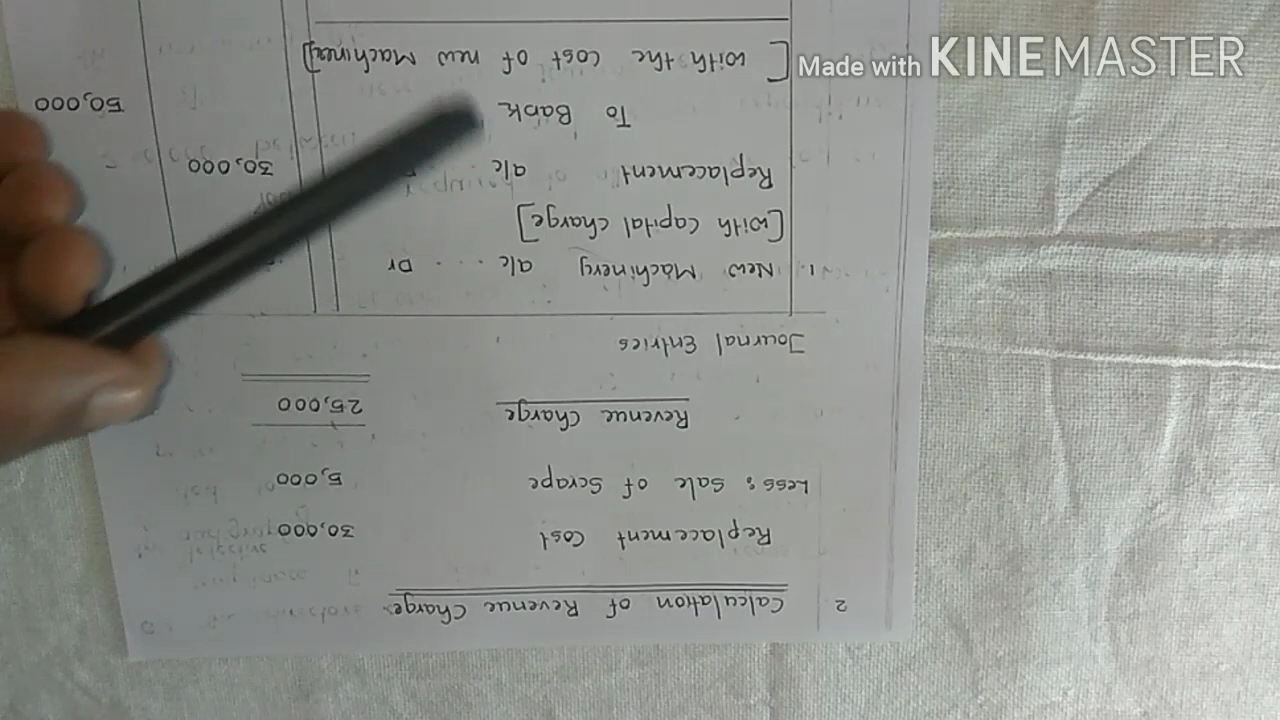 Made with KINEMASTER
2 Calculation of Revenue Charges
Replacement Cost 30,000
Less: Sale of Scrape 5,000
Revenue Charge 25,000
Journal Entries
1. New Machinery a/c .... Dr
[with capital charge]
Replacement a/c 30,000
To Bank 50,000
[with the cost of new Machinery]